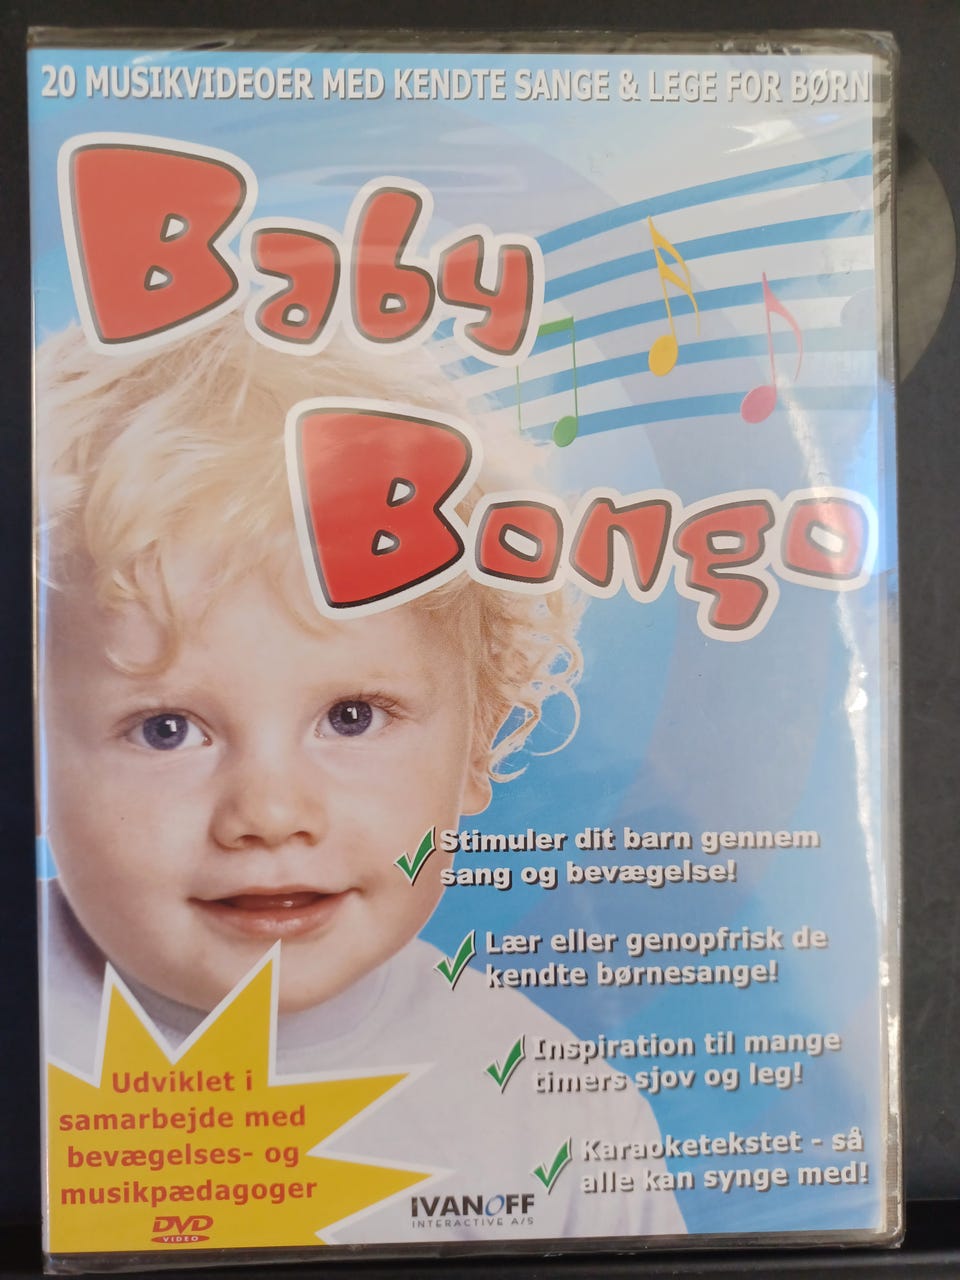 20 MUSIKVIDEOER MED KENDTE SANGE & LEGE FOR BØRN
Baby
Bongo
Stimuler dit barn gennem
sang og bevægelse!
Lær eller genopfrisk de
kendte børnesange!
Inspiration til mange
timers sjov og leg!
Karaoketekstet - så
alle kan synge med!
Udviklet i
samarbejde med
bevægelses- og
musikpædagoger
DVD
VIDEO
IVANOFF
INTERACTIVE A/S